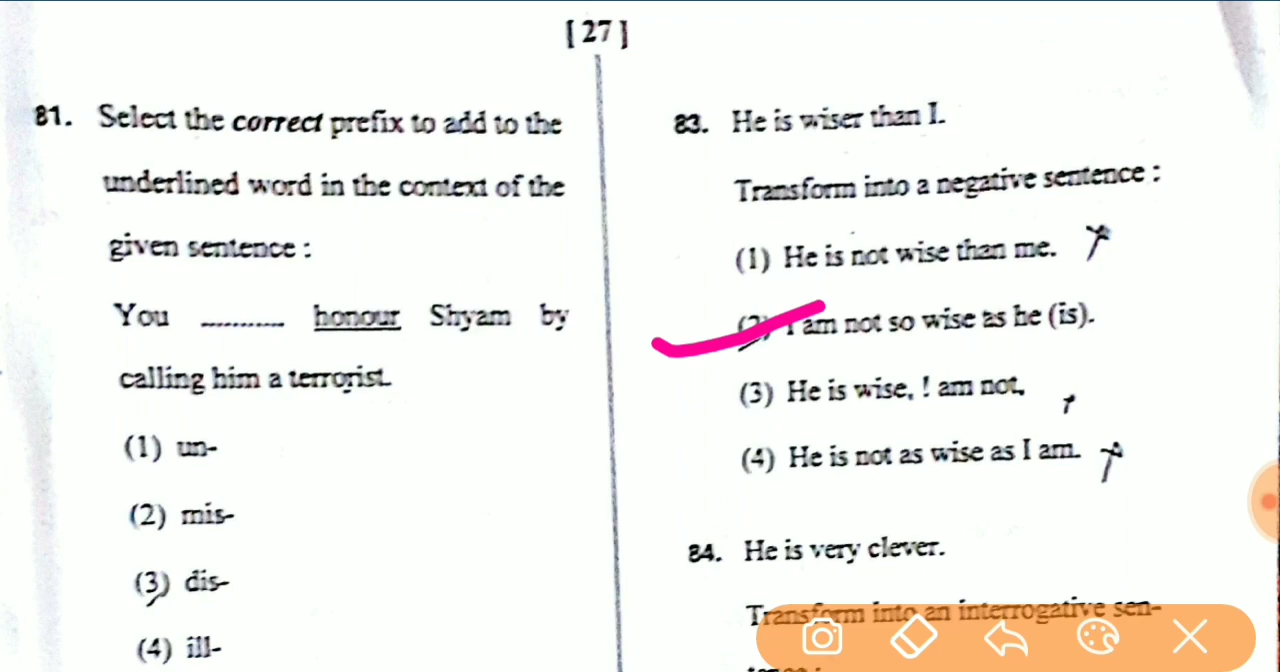 [ 27 ]
81. Select the correct prefix to add to the
underlined word in the context of the
given sentence :
You ............ honour Shyam by
calling him a terrorist.
(1) un-
(2) mis-
(3) dis-
(4) ill-
83. He is wiser than I.
Transform into a negative sentence :
(1) He is not wise than me.
(2) I am not so wise as he (is).
(3) He is wise, ! am not,
(4) He is not as wise as I am.
84. He is very clever.
Transform into an interrogative sen-